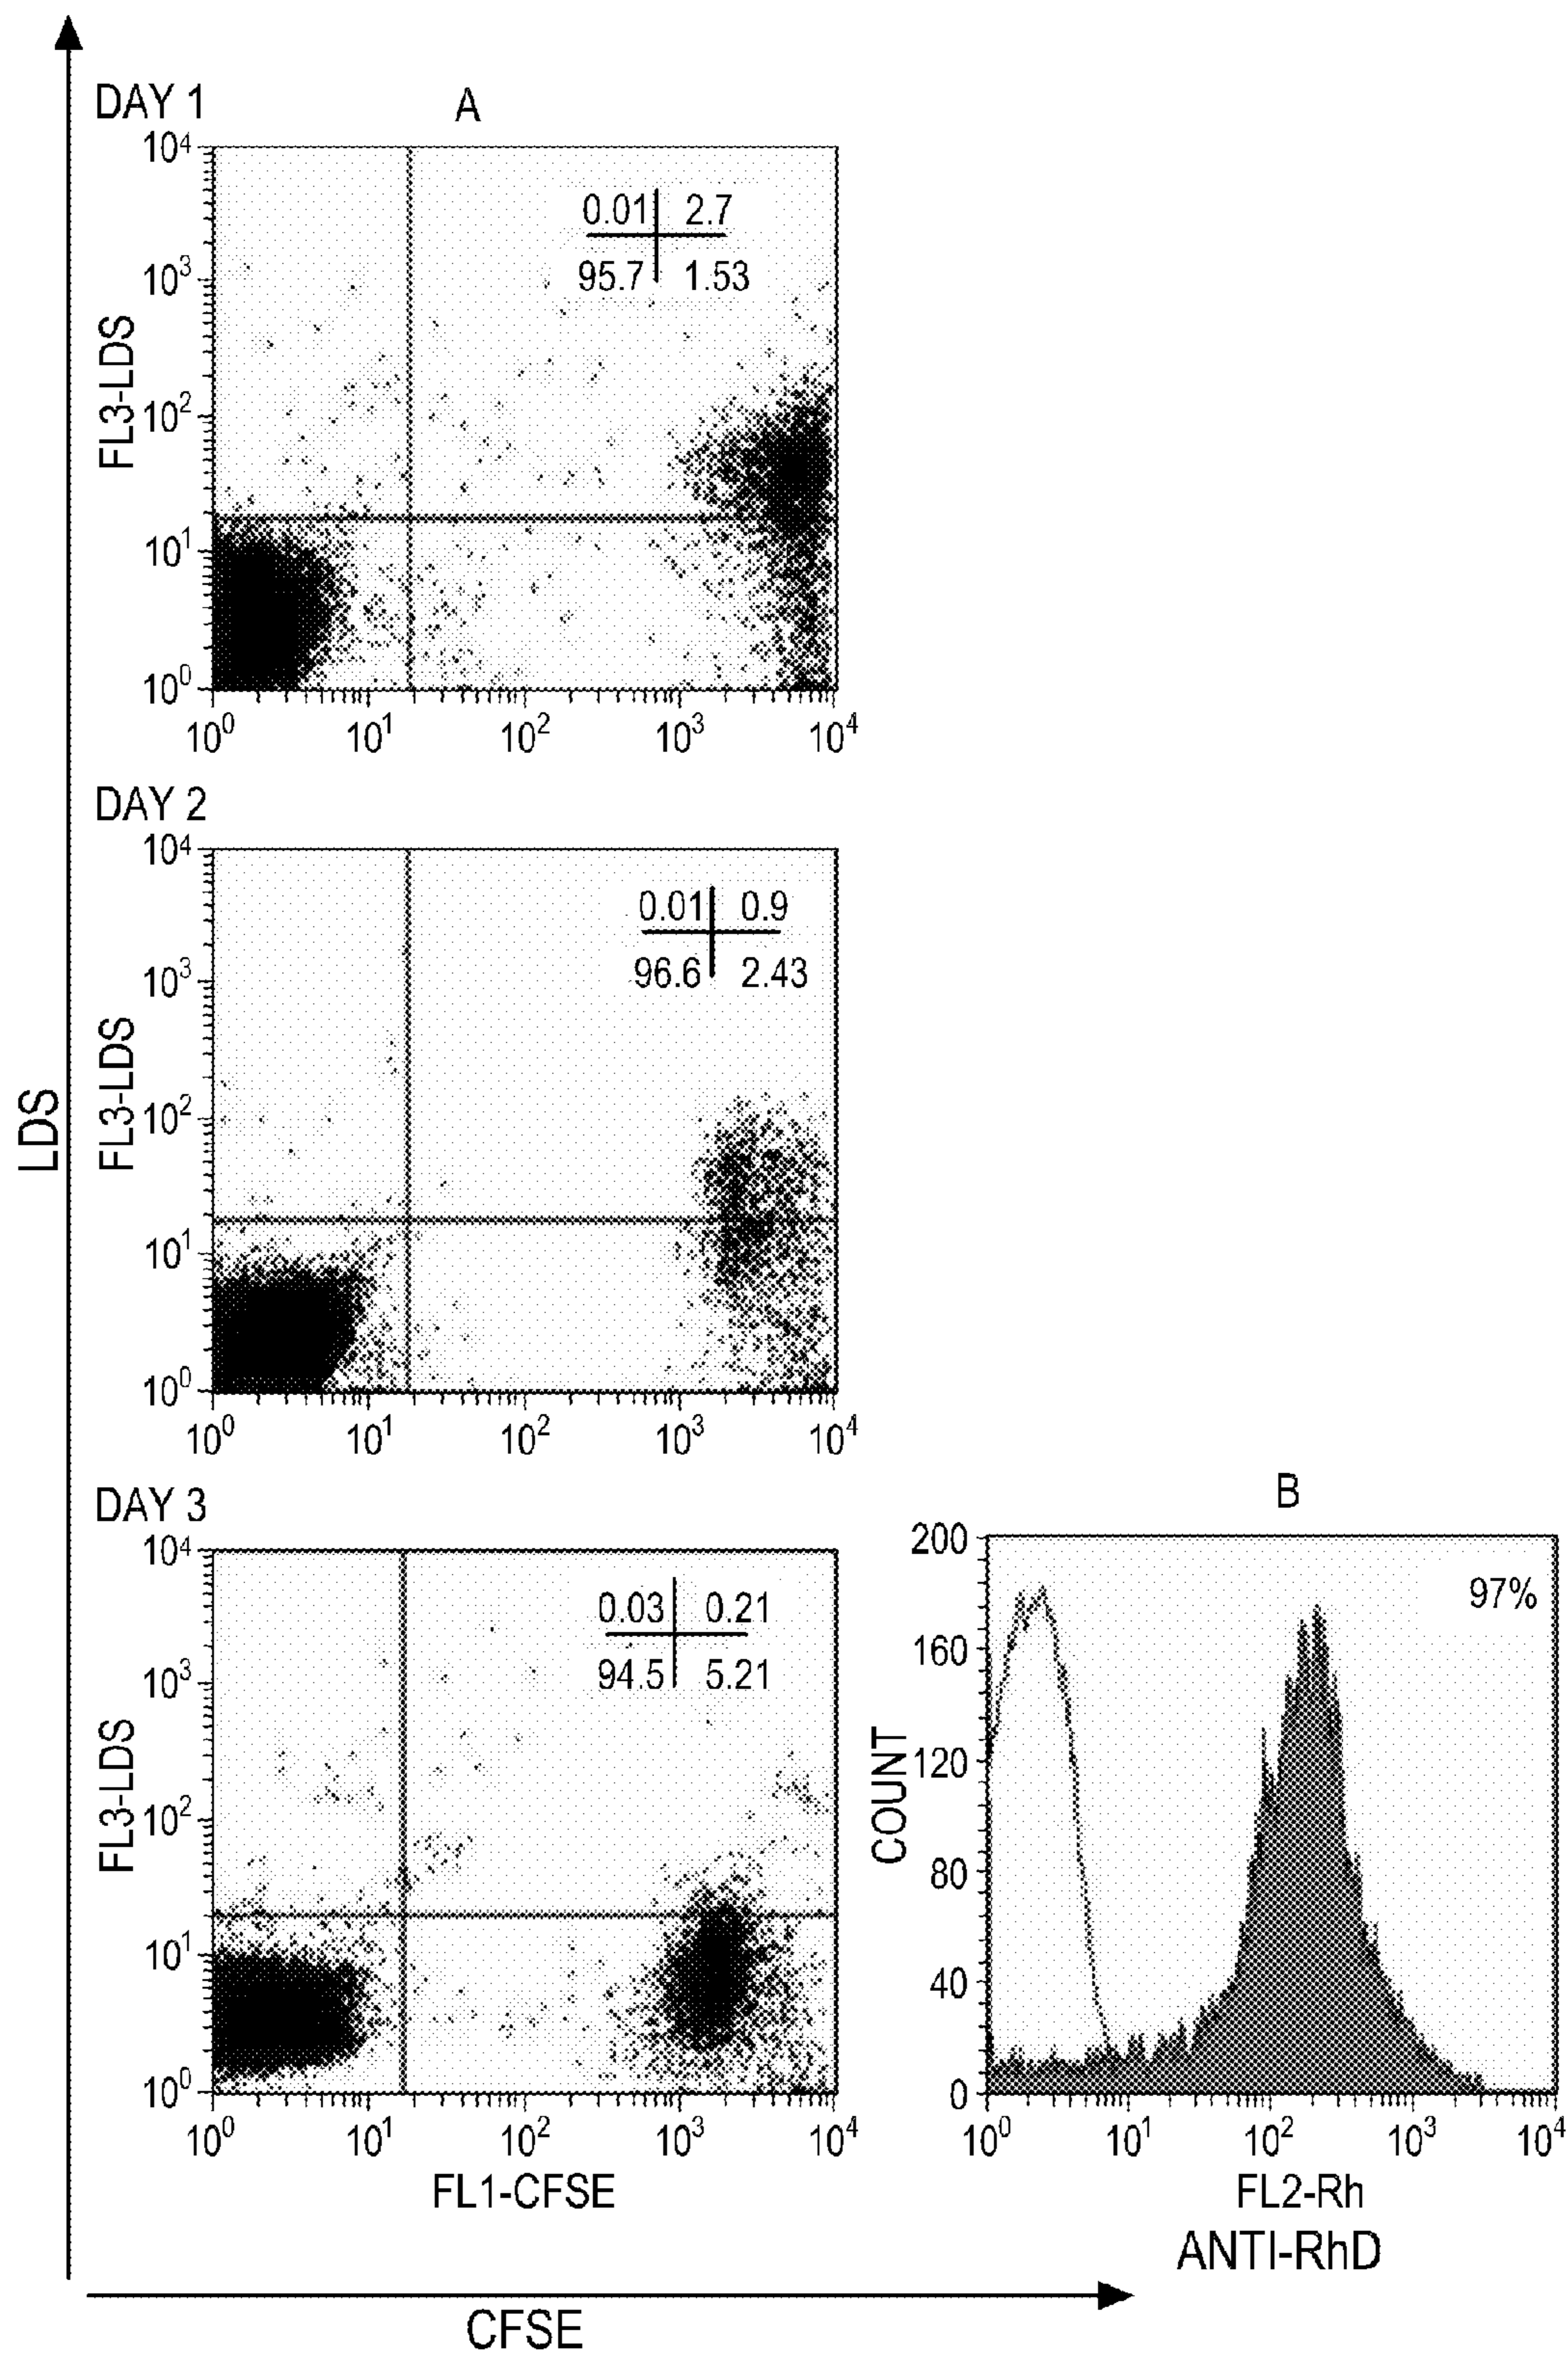 DAY 1
A
10^4
10^3
10^2
10^1
10^0
FL3-LDS
0.01 2.7
95.7 1.53
10^0 10^1 10^2 10^3 10^4
DAY 2
10^4
10^3
10^2
10^1
10^0
FL3-LDS
0.01 0.9
96.6 2.43
10^0 10^1 10^2 10^3 10^4
LDS
DAY 3
10^4
10^3
10^2
10^1
10^0
FL3-LDS
0.03 0.21
94.5 5.21
10^0 10^1 10^2 10^3 10^4
FL1-CFSE
B
200
160
120
80
40
0
COUNT
97%
10^0 10^1 10^2 10^3 10^4
FL2-Rh
ANTI-RhD
CFSE